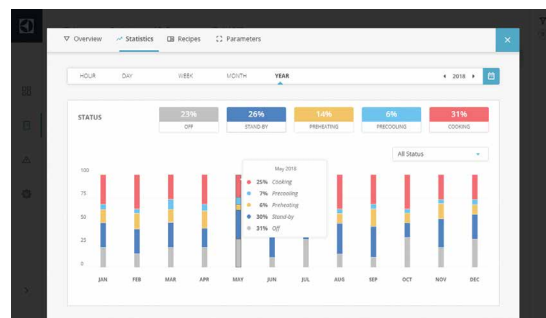 Overview Statistics Recipes Parameters
HOUR DAY WEEK MONTH YEAR 2018
STATUS
23% 26% 14% 6% 31%
OFF STAND-BY PREHEATING PRECOOLING COOKING
All Status
May 2018
25% Cooking
7% Precooling
6% Preheating
30% Stand-by
31% Off
100
75
50
25
0
JAN FEB MAR APR MAY JUN JUL AUG SEP OCT NOV DEC